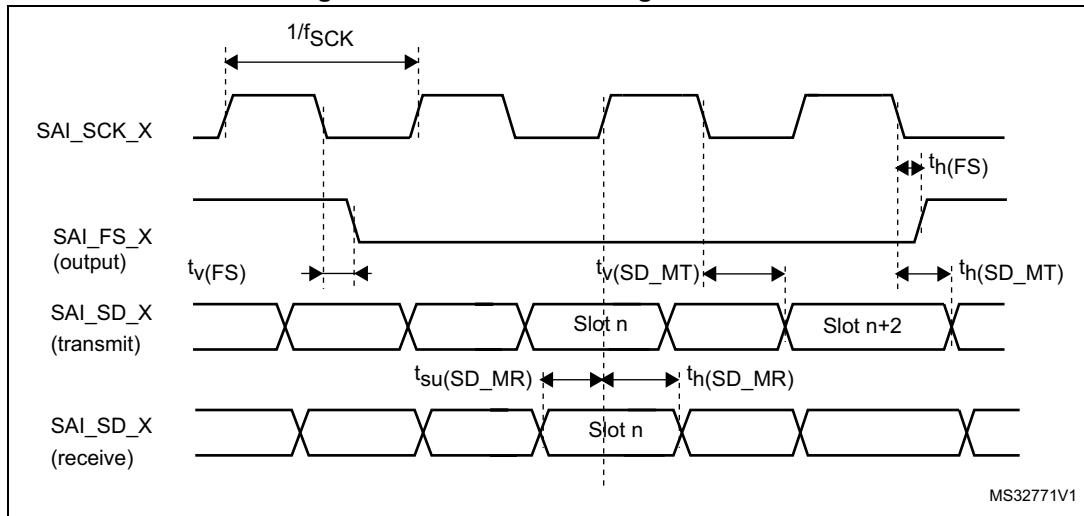 1/fSCK
SAI_SCK_X
th(FS)
SAI_FS_X
(output)
tv(FS)
tv(SD_MT)
th(SD_MT)
SAI_SD_X
(transmit)
Slot n
Slot n+2
tsu(SD_MR)
th(SD_MR)
SAI_SD_X
(receive)
Slot n
MS32771V1